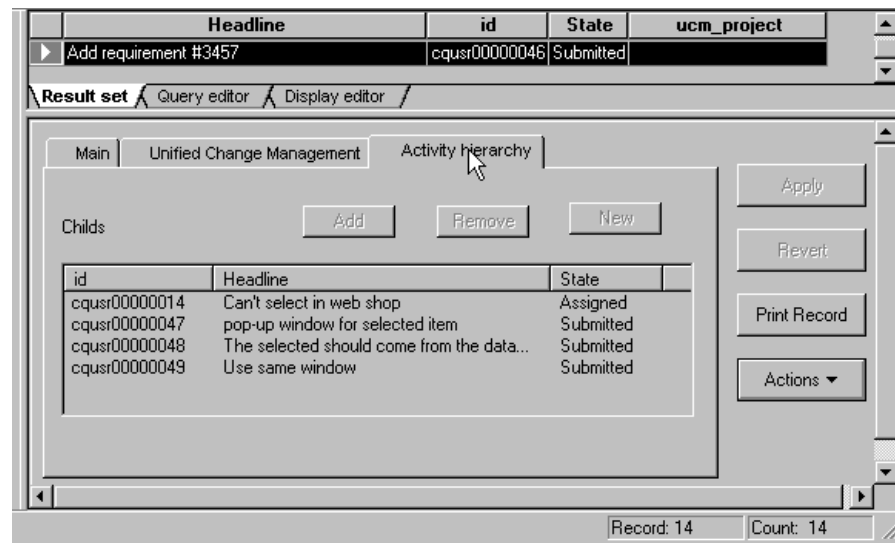 Headline id State ucm_project
Add requirement #3457 cqusr00000046 Submitted
Result set Query editor Display editor
Main Unified Change Management Activity hierarchy
Apply
Childs Add Remove New
Revert
id Headline State
cqusr00000014 Can't select in web shop Assigned
cqusr00000047 pop-up window for selected item Submitted
Print Record
cqusr00000048 The selected should come from the data... Submitted
cqusr00000049 Use same window Submitted
Actions
Record: 14 Count: 14